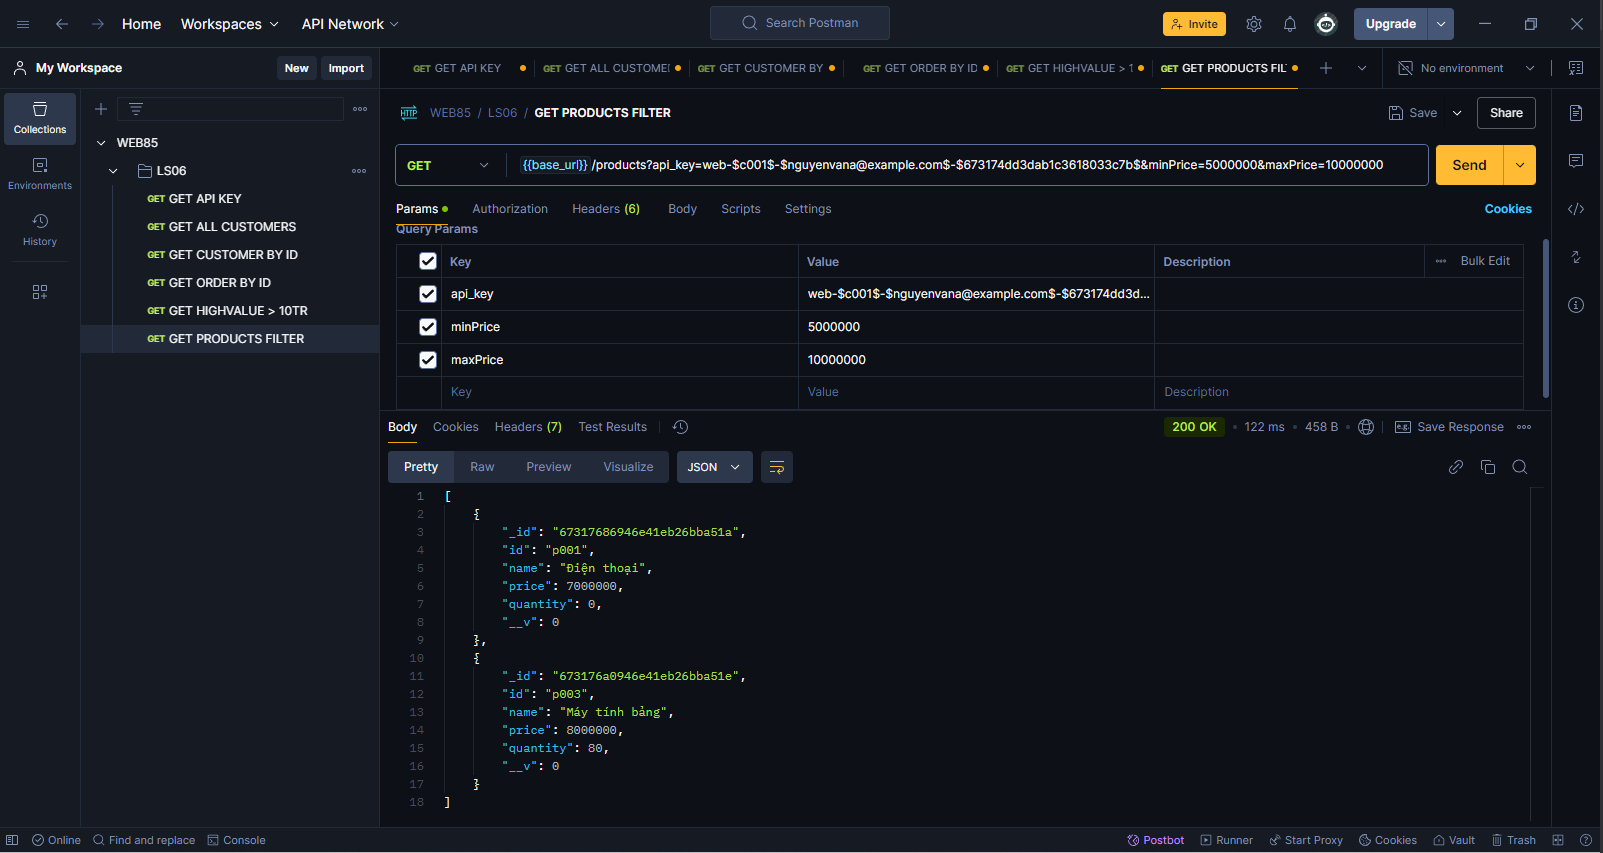 Home Workspaces API Network Search Postman Invite Upgrade
My Workspace New Import
GET GET API KEY GET GET ALL CUSTOME GET GET CUSTOMER BY GET GET ORDER BY ID GET GET HIGHVALUE > 1 GET GET PRODUCTS FIL No environment
Collections
Environments
History
WEB85
LS06
GET GET API KEY
GET GET ALL CUSTOMERS
GET GET CUSTOMER BY ID
GET GET ORDER BY ID
GET GET HIGHVALUE > 10TR
GET GET PRODUCTS FILTER
HTTP WEB85 / LS06 / GET PRODUCTS FILTER Save Share
GET {{base_url}}/products?api_key=web-$c001$-$nguyenvana@example.com$-$673174dd3dab1c3618033c7b$&minPrice=5000000&maxPrice=10000000 Send
Params Authorization Headers (6) Body Scripts Settings Cookies
Query Params
Key Value Description Bulk Edit
api_key web-$c001$-$nguyenvana@example.com$-$673174dd3d...
minPrice 5000000
maxPrice 10000000
Key Value Description
Body Cookies Headers (7) Test Results 200 OK 122 ms 458 B e.g. Save Response
Pretty Raw Preview Visualize JSON
1 [
2 {
3 "_id": "67317686946e41eb26bba51a",
4 "id": "p001",
5 "name": "Điện thoại",
6 "price": 7000000,
7 "quantity": 0,
8 "__v": 0
9 },
10 {
11 "_id": "673176a0946e41eb26bba51e",
12 "id": "p003",
13 "name": "Máy tính bảng",
14 "price": 8000000,
15 "quantity": 80,
16 "__v": 0
17 }
18 ]
Online Find and replace Console Postbot Runner Start Proxy Cookies Vault Trash